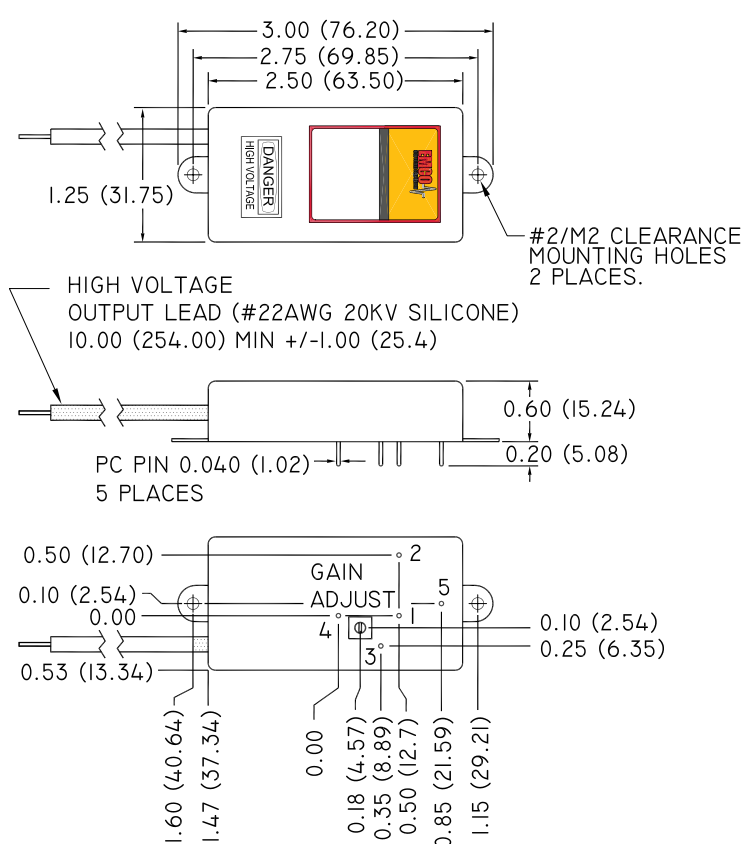 3.00 (76.20)
2.75 (69.85)
2.50 (63.50)
1.25 (31.75)
DANGER
HIGH VOLTAGE
EMCO
#2/M2 CLEARANCE
MOUNTING HOLES
2 PLACES.
HIGH VOLTAGE
OUTPUT LEAD (#22AWG 20KV SILICONE)
10.00 (254.00) MIN +/-1.00 (25.4)
0.60 (15.24)
0.20 (5.08)
PC PIN 0.040 (1.02)
5 PLACES
0.50 (12.70)
2
GAIN
ADJUST
5
0.10 (2.54)
0.00
4
1
3
0.10 (2.54)
0.25 (6.35)
0.53 (13.34)
1.60 (40.64)
1.47 (37.34)
0.00
0.18 (4.57)
0.35 (8.89)
0.50 (12.7)
0.85 (21.59)
1.15 (29.21)